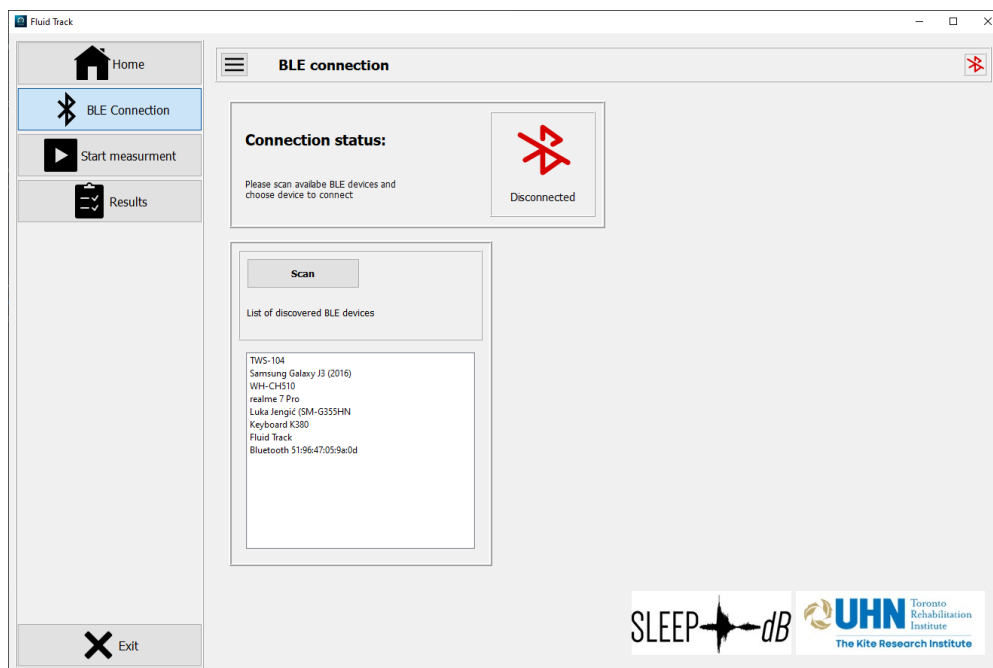 Fluid Track
Home
BLE Connection
Start measurment
Results
Exit
BLE connection
Connection status:
Please scan availabe BLE devices and
choose device to connect
Disconnected
Scan
List of discovered BLE devices
TWS-104
Samsung Galaxy J3 (2016)
WH-CH510
realme 7 Pro
Luka Jengić (SM-G355HN
Keyboard K380
Fluid Track
Bluetooth 51:96:47:05:9a:0d
SLEEP dB
UHN
Toronto
Rehabilitation
Institute
The Kite Research Institute